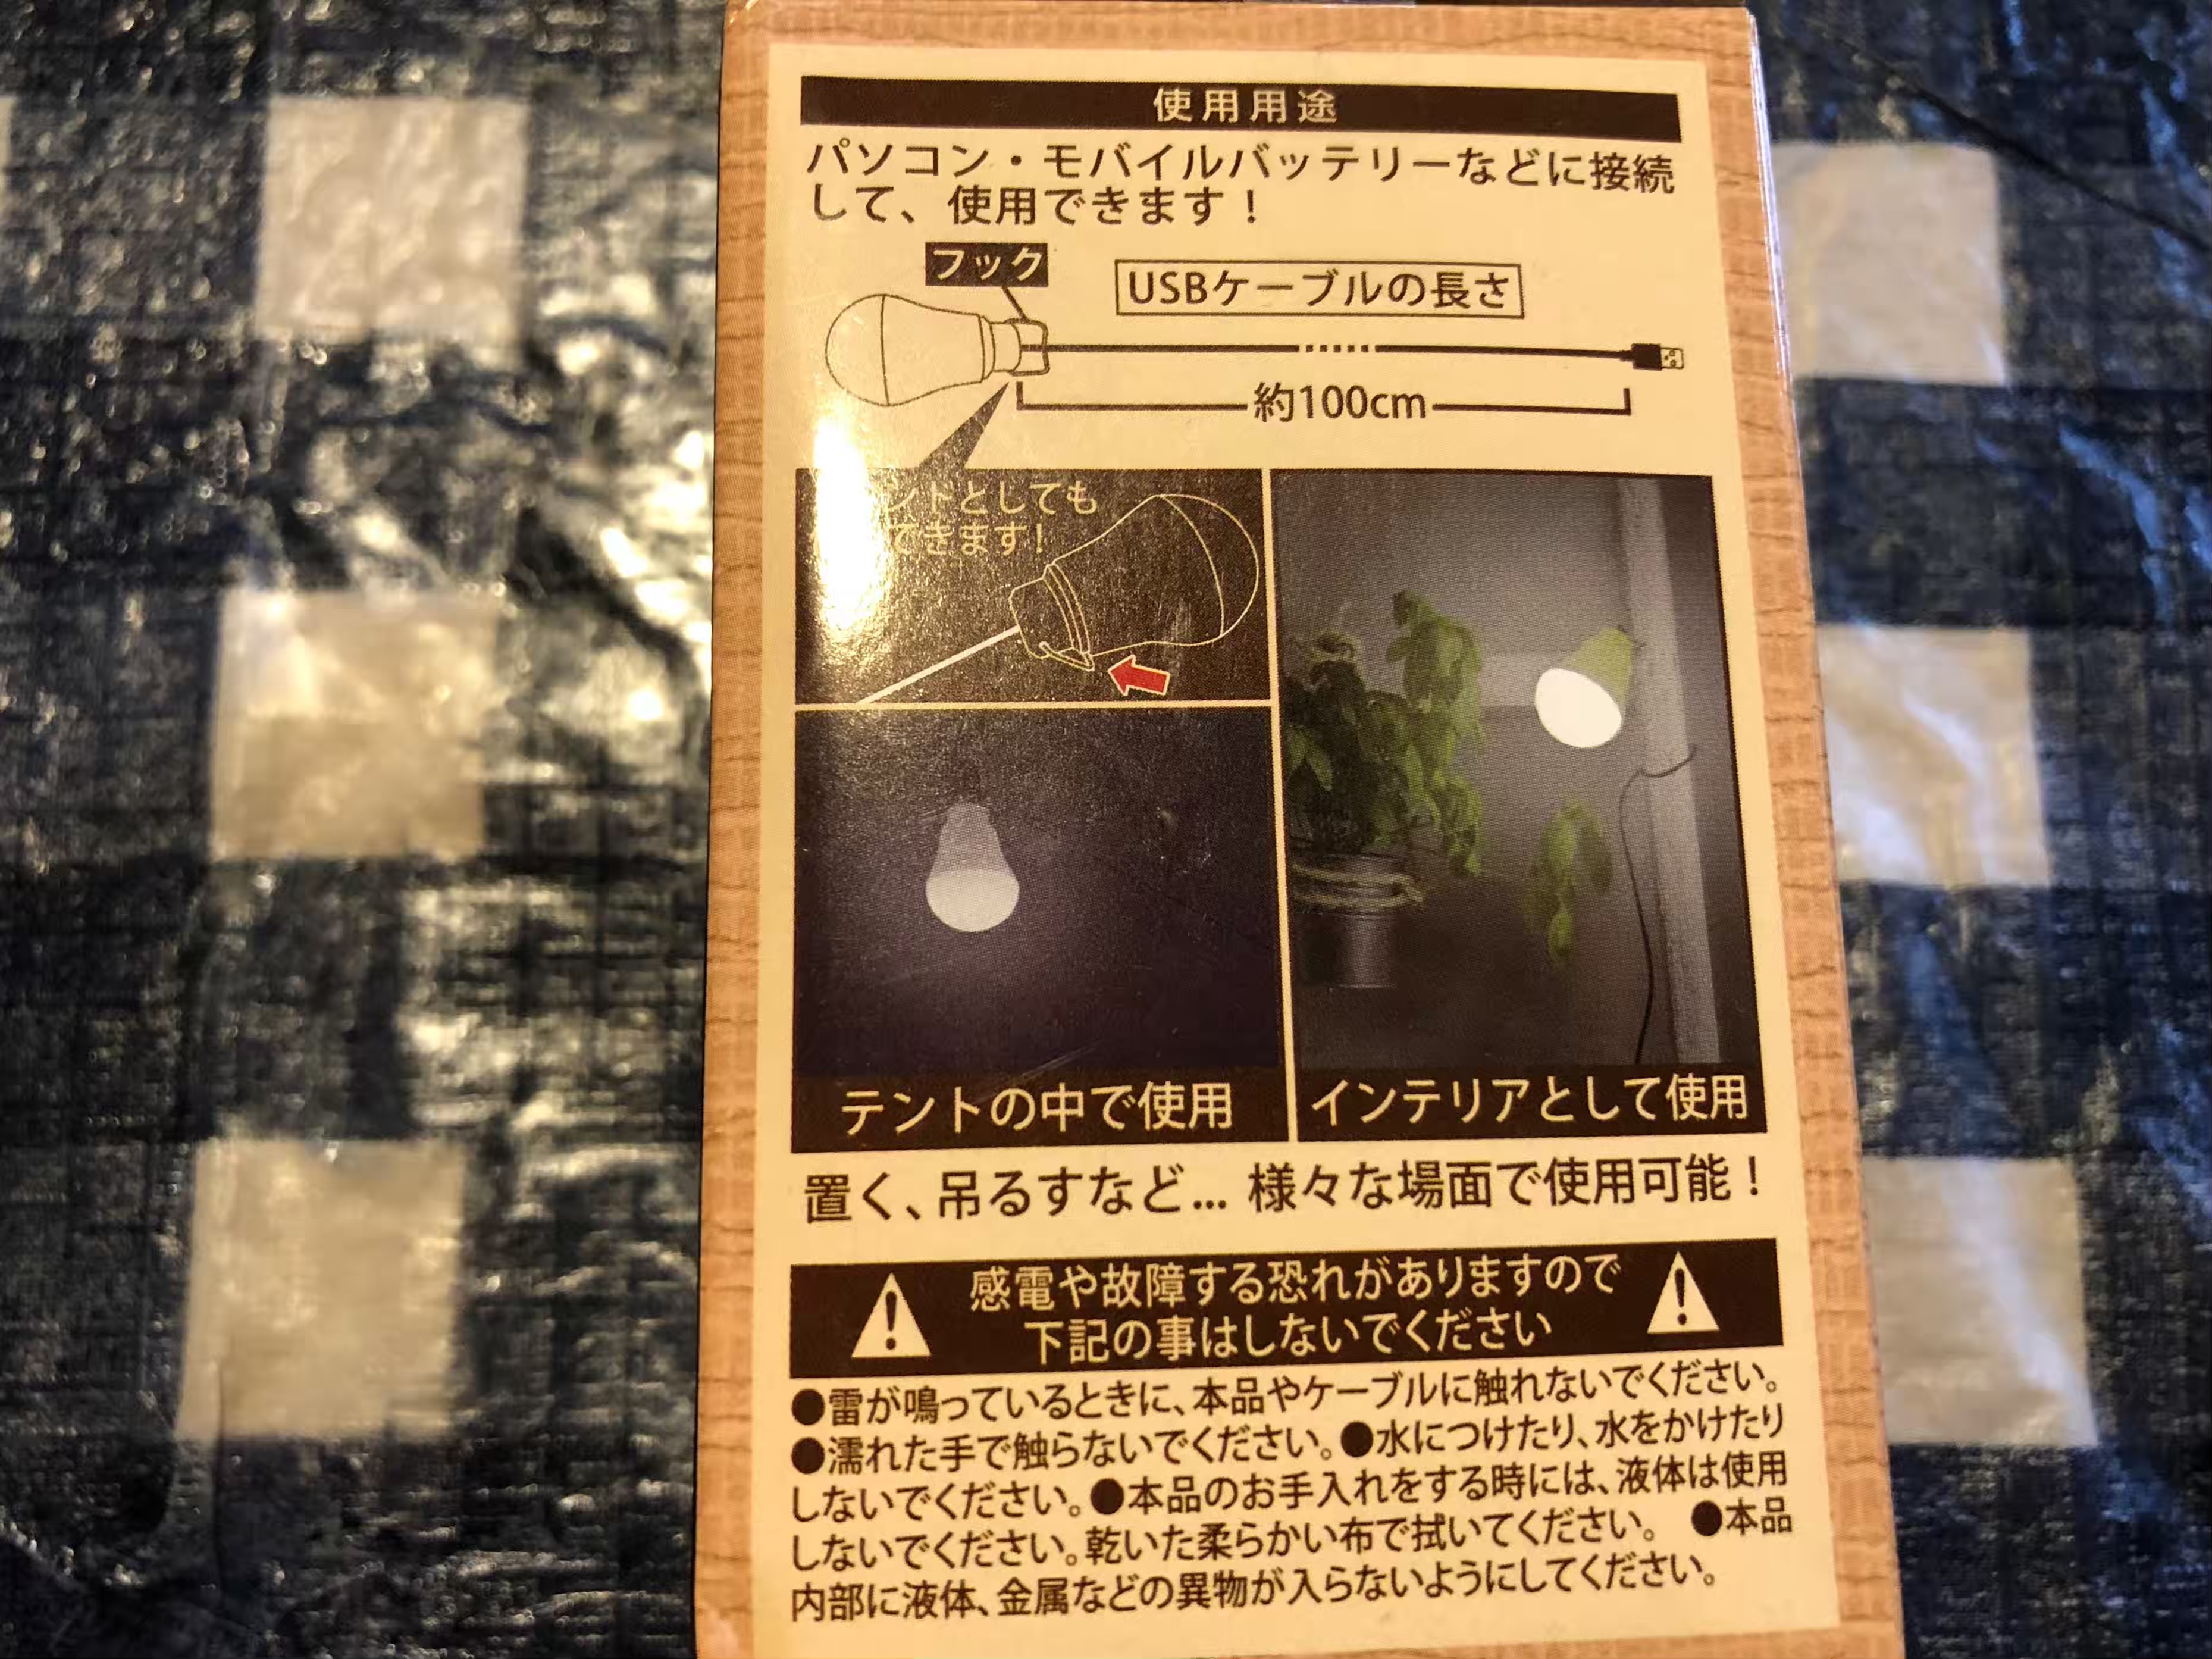 使用用途
パソコン・モバイルバッテリーなどに接続
して、使用できます！
フック
USBケーブルの長さ
約100cm
ンドとしても
できます！
テントの中で使用
インテリアとして使用
置く、吊るすなど… 様々な場面で使用可能！
感電や故障する恐れがありますので
下記の事はしないでください
●雷が鳴っているときに、本品やケーブルに触れないでください。
●濡れた手で触らないでください。●水につけたり、水をかけたり
しないでください。●本品のお手入れをする時には、液体は使用
しないでください。乾いた柔らかい布で拭いてください。 ●本品
内部に液体、金属などの異物が入らないようにしてください。